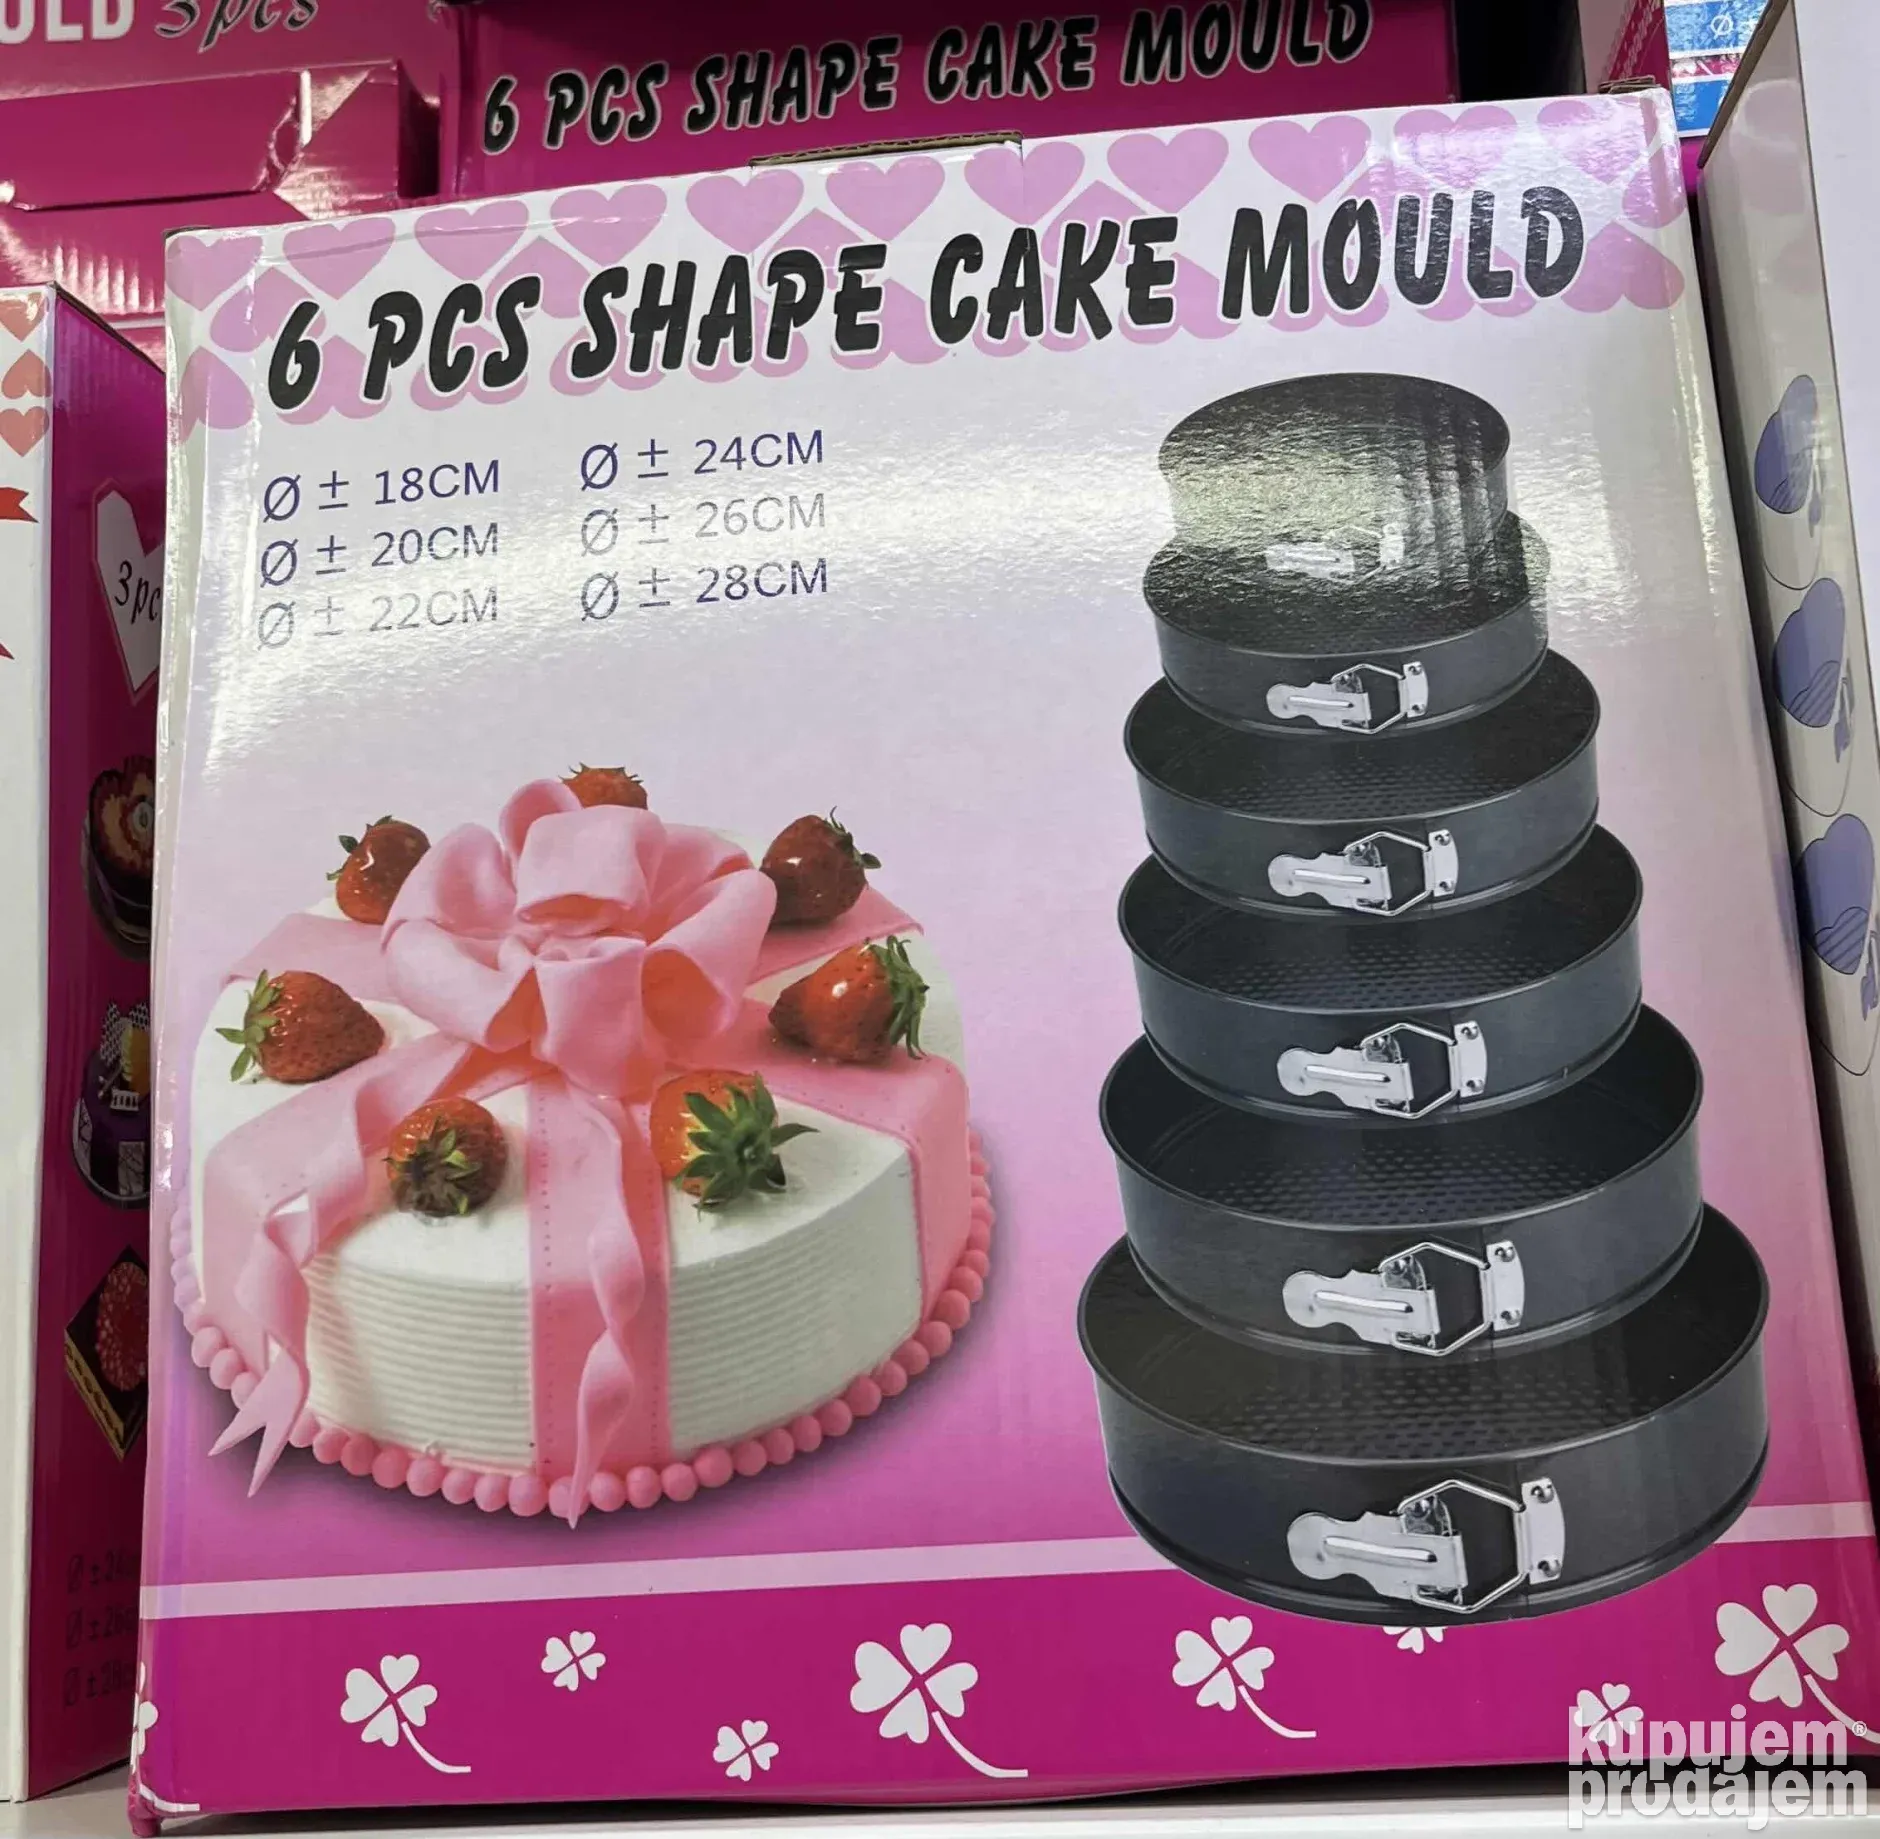 3pcs
6 PCS SHAPE CAKE MOULD
6 PCS SHAPE CAKE MOULD
Ø ± 18CM
Ø ± 20CM
Ø ± 22CM
Ø ± 24CM
Ø ± 26CM
Ø ± 28CM
kupujem®
prodajem